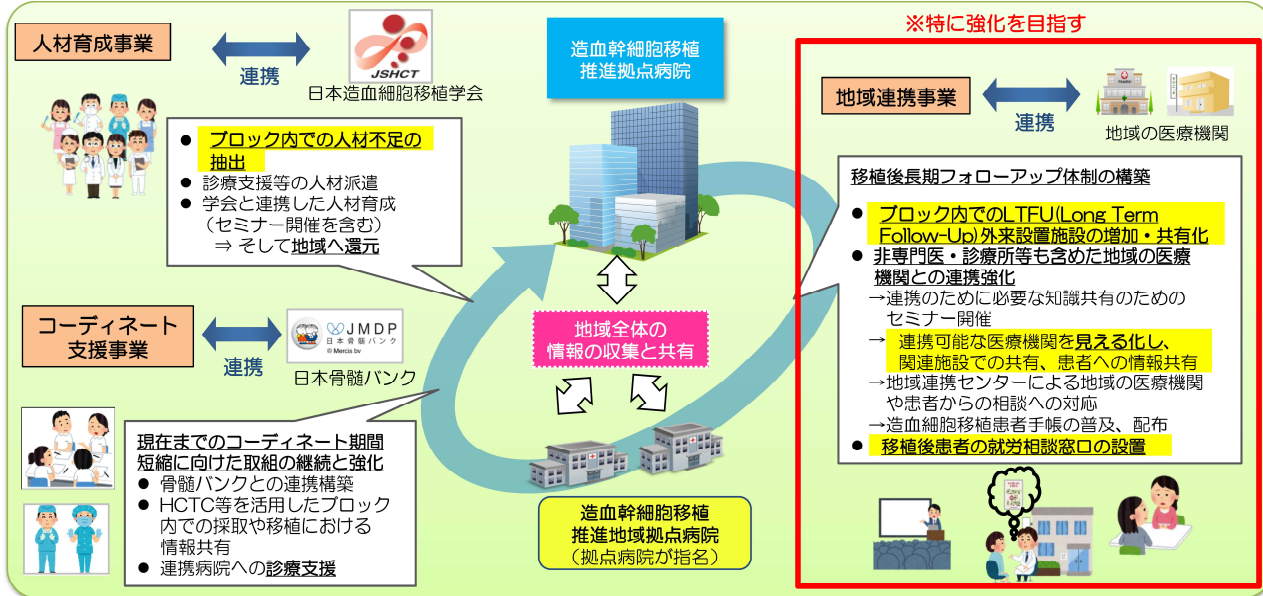 ※特に強化を目指す
人材育成事業
連携
JSHCT
日本造血細胞移植学会
造血幹細胞移植
推進拠点病院
地域連携事業
連携
地域の医療機関
● ブロック内での人材不足の
抽出
● 診療支援等の人材派遣
● 学会と連携した人材育成
（セミナー開催を含む）
⇒ そして地域へ還元
移植後長期フォローアップ体制の構築
● ブロック内でのLTFU(Long Term
Follow-Up)外来設置施設の増加・共有化
● 非専門医・診療所等も含めた地域の医療
機関との連携強化
→連携のために必要な知識共有のための
セミナー開催
→ 連携可能な医療機関を見える化し、
関連施設での共有、患者への情報共有
→地域連携センターによる地域の医療機関
や患者からの相談への対応
→造血細胞移植患者手帳の普及、配布
● 移植後患者の就労相談窓口の設置
コーディネート
支援事業
連携
JMDP
日本骨髄バンク
© Mercis bv
日本骨髄バンク
地域全体の
情報の収集と共有
現在までのコーディネート期間
短縮に向けた取組の継続と強化
● 骨髄バンクとの連携構築
● HCTC等を活用したブロック
内での採取や移植における
情報共有
● 連携病院への診療支援
造血幹細胞移植
推進地域拠点病院
（拠点病院が指名）